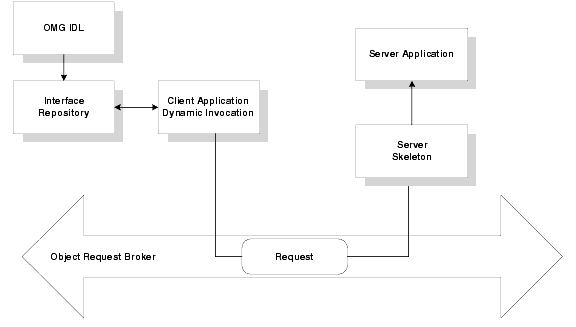 OMG IDL
Server Application
Interface
Repository
Client Application
Dynamic Invocation
Server
Skeleton
Object Request Broker
Request